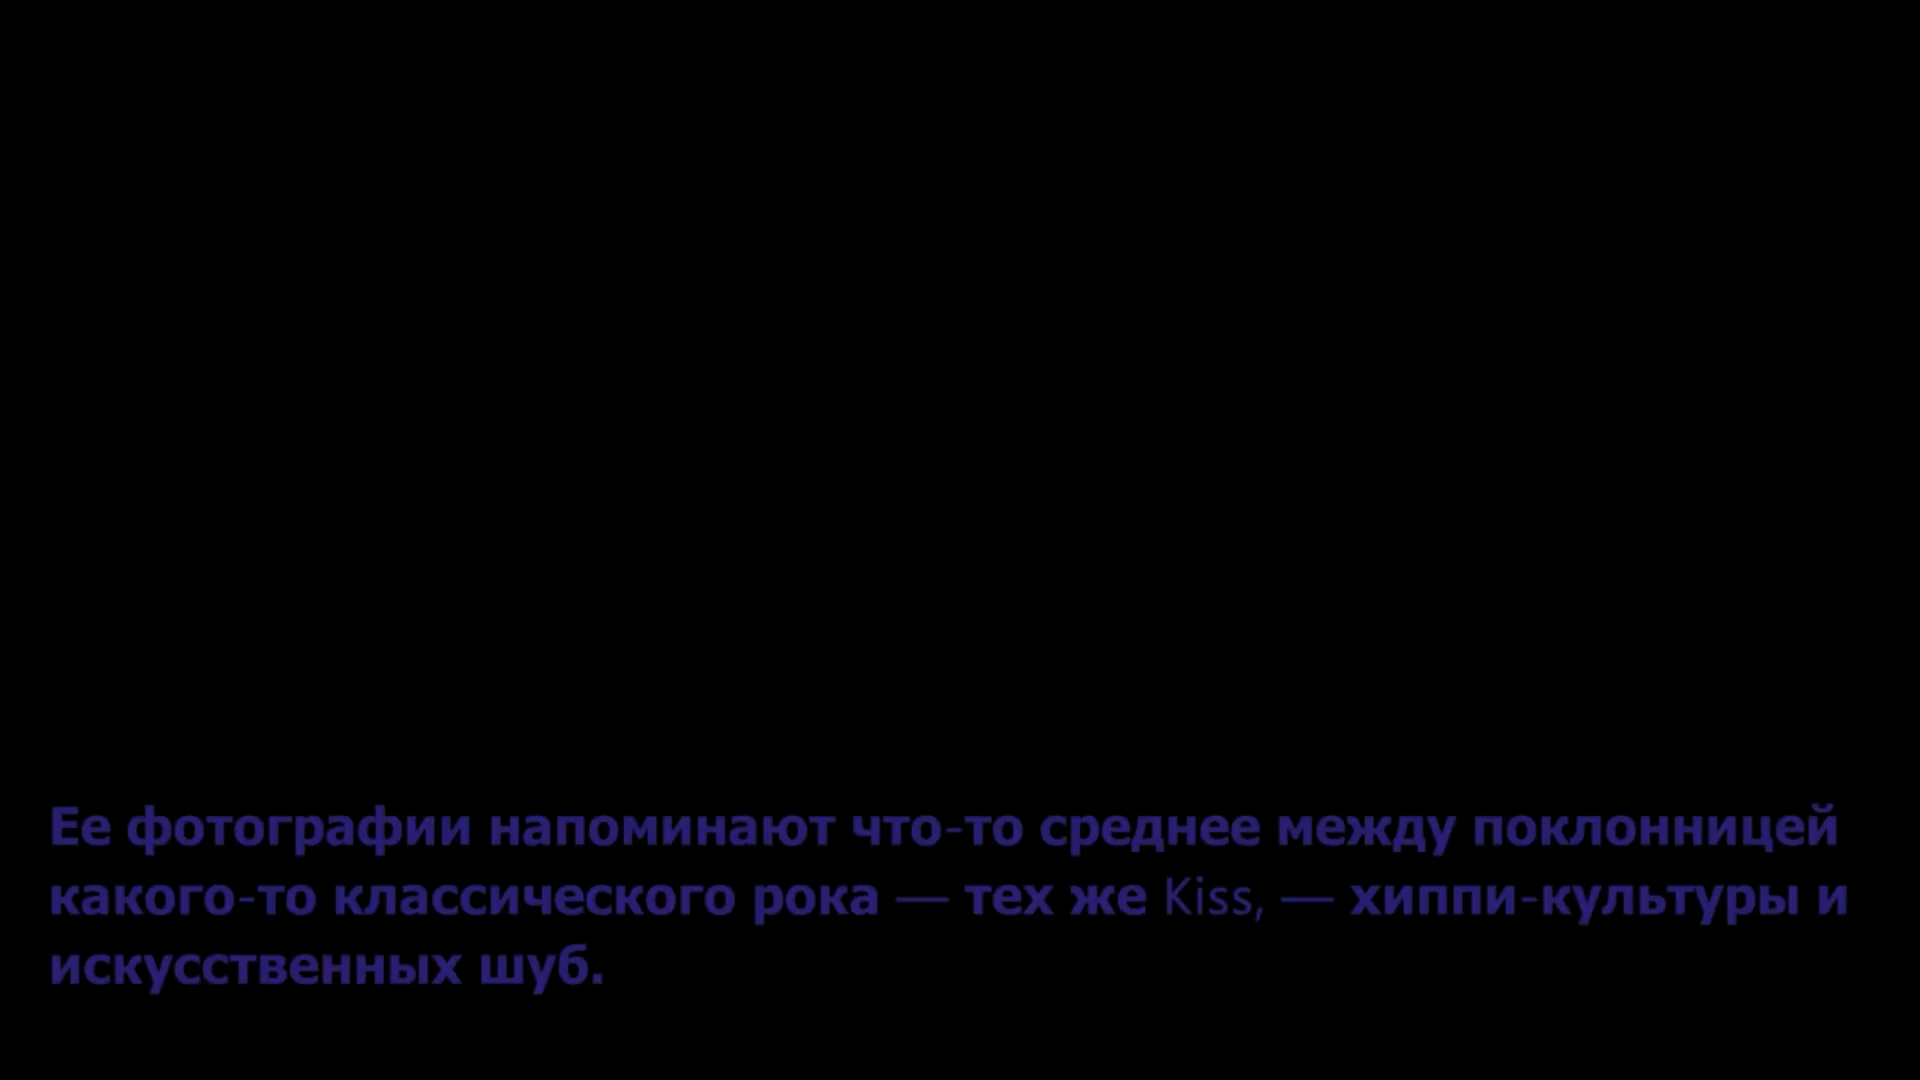 Ее фотографии напоминают что-то среднее между поклонницей
какого-то классического рока — тех же Kiss, — хиппи-культуры и
искусственных шуб.